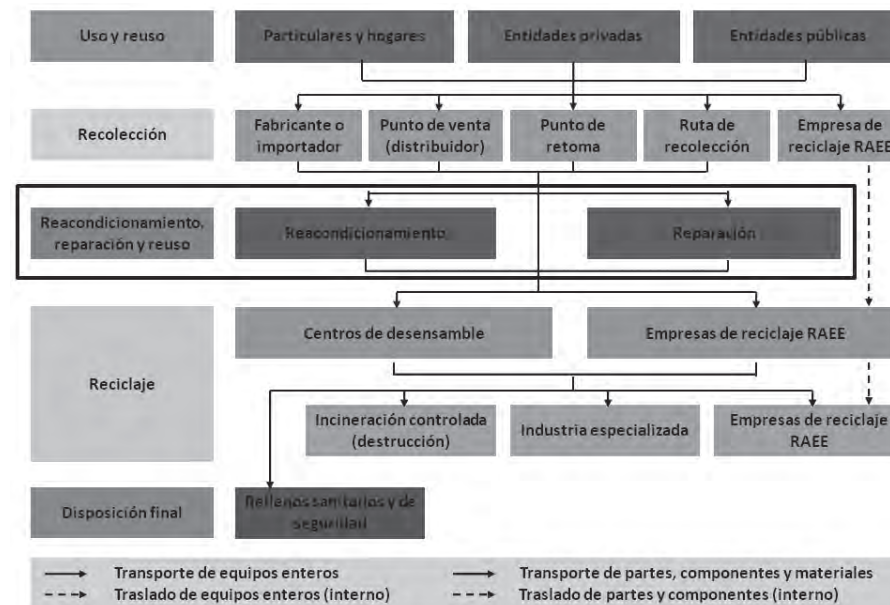 Uso y reuso
Particulares y hogares
Entidades privadas
Entidades públicas
Recolección
Fabricante o
importador
Punto de venta
(distribuidor)
Punto de
retoma
Ruta de
recolección
Empresa de
reciclaje RAEE
Reacondicionamiento,
reparación y reuso
Reacondicionamiento
Reparación
Reciclaje
Centros de desensamble
Empresas de reciclaje RAEE
Incineración controlada
(destrucción)
Industria especializada
Empresas de reciclaje
RAEE
Disposición final
Rellenos sanitarios y de
seguridad
Transporte de equipos enteros
Transporte de partes, componentes y materiales
Traslado de equipos enteros (interno)
Traslado de partes y componentes (interno)